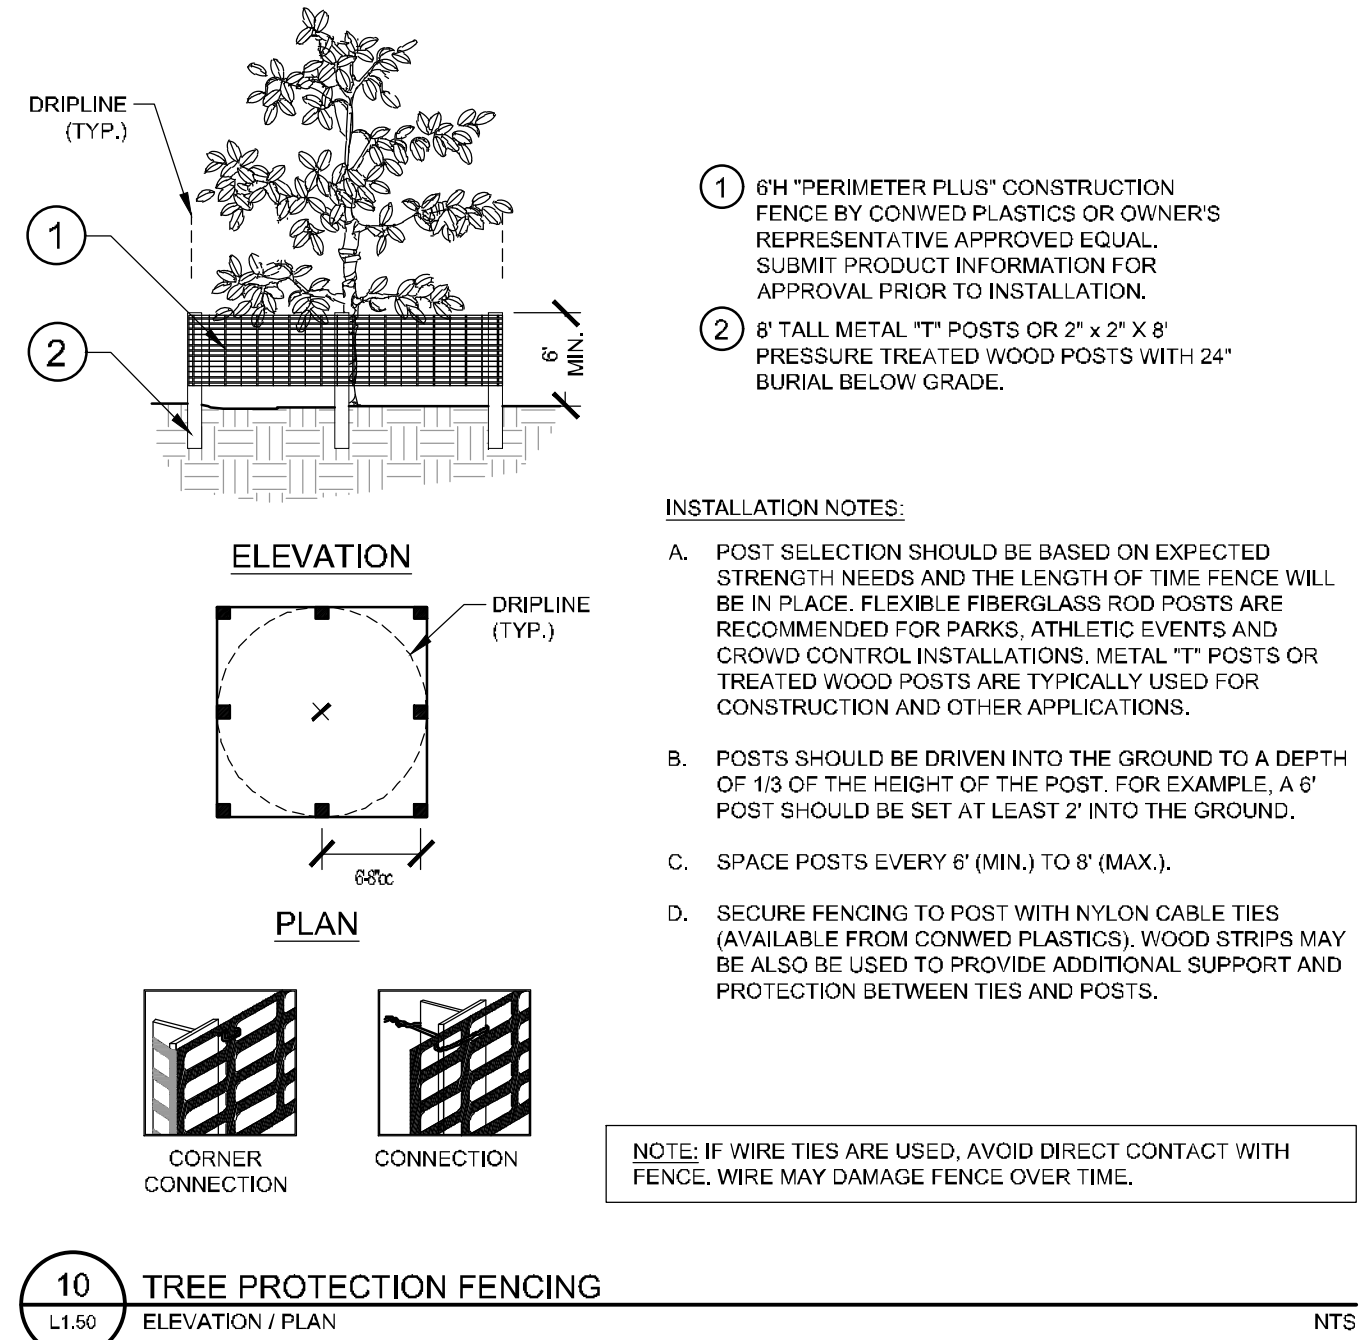 DRIPLINE
(TYP.)
1
2
6'
MIN.
ELEVATION
DRIPLINE
(TYP.)
6'-8'oc
PLAN
CORNER
CONNECTION
CONNECTION
1 6'H "PERIMETER PLUS" CONSTRUCTION
FENCE BY CONWED PLASTICS OR OWNER'S
REPRESENTATIVE APPROVED EQUAL.
SUBMIT PRODUCT INFORMATION FOR
APPROVAL PRIOR TO INSTALLATION.
2 8' TALL METAL "T" POSTS OR 2" x 2" X 8'
PRESSURE TREATED WOOD POSTS WITH 24"
BURIAL BELOW GRADE.
INSTALLATION NOTES:
A. POST SELECTION SHOULD BE BASED ON EXPECTED
STRENGTH NEEDS AND THE LENGTH OF TIME FENCE WILL
BE IN PLACE. FLEXIBLE FIBERGLASS ROD POSTS ARE
RECOMMENDED FOR PARKS, ATHLETIC EVENTS AND
CROWD CONTROL INSTALLATIONS. METAL "T" POSTS OR
TREATED WOOD POSTS ARE TYPICALLY USED FOR
CONSTRUCTION AND OTHER APPLICATIONS.
B. POSTS SHOULD BE DRIVEN INTO THE GROUND TO A DEPTH
OF 1/3 OF THE HEIGHT OF THE POST. FOR EXAMPLE, A 6'
POST SHOULD BE SET AT LEAST 2' INTO THE GROUND.
C. SPACE POSTS EVERY 6' (MIN.) TO 8' (MAX.).
D. SECURE FENCING TO POST WITH NYLON CABLE TIES
(AVAILABLE FROM CONWED PLASTICS). WOOD STRIPS MAY
BE ALSO BE USED TO PROVIDE ADDITIONAL SUPPORT AND
PROTECTION BETWEEN TIES AND POSTS.
NOTE: IF WIRE TIES ARE USED, AVOID DIRECT CONTACT WITH
FENCE. WIRE MAY DAMAGE FENCE OVER TIME.
10 TREE PROTECTION FENCING
L1.50 ELEVATION / PLAN NTS